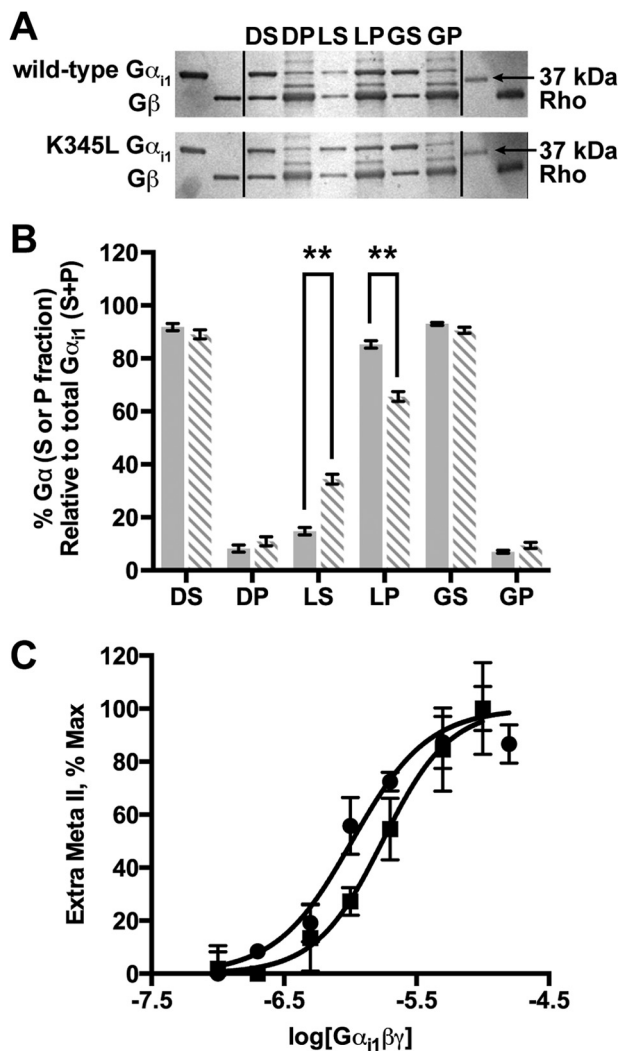 A
DS DP LS LP GS GP
wild-type Gαi1
Gβ
37 kDa
Rho
K345L Gαi1
Gβ
37 kDa
Rho
B
% Gα (S or P fraction)
Relative to total Gαi1 (S+P)
120
100
80
60
40
20
0
** **
DS DP LS LP GS GP
C
Extra Meta II, % Max
120
100
80
60
40
20
0
-7.5 -6.5 -5.5 -4.5
log[Gαi1βγ]